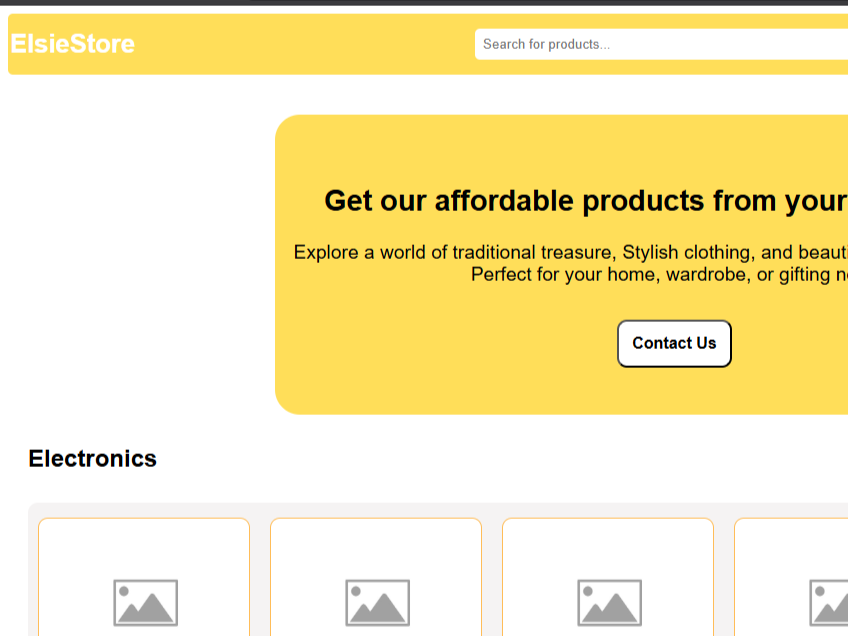 ElsieStore
Search for products...
Get our affordable products from your
Explore a world of traditional treasure, Stylish clothing, and
Perfect for your home, wardrobe, or gifting
Contact Us
Electronics